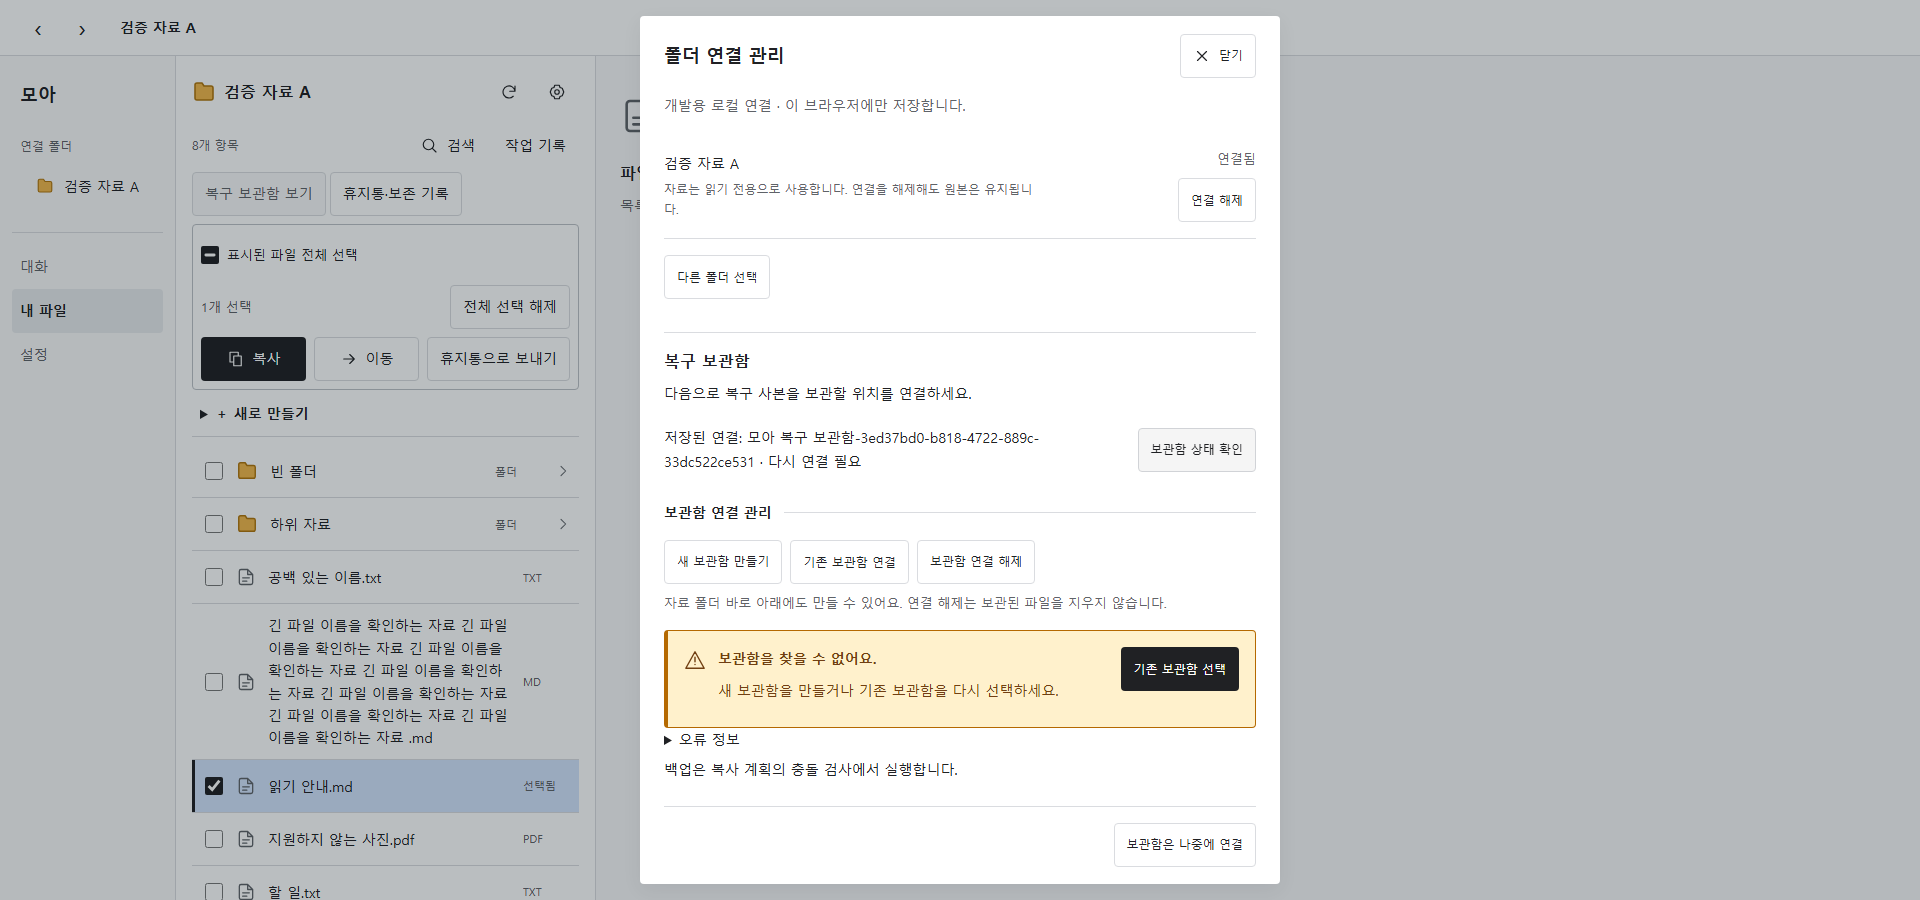 검증 자료 A
모아
연결 폴더
검증 자료 A
대화
내 파일
설정
검증 자료 A
8개 항목
검색
작업 기록
복구 보관함 보기
휴지통·보존 기록
표시된 파일 전체 선택
1개 선택
전체 선택 해제
복사
이동
휴지통으로 보내기
+ 새로 만들기
빈 폴더
폴더
하위 자료
폴더
공백 있는 이름.txt
TXT
긴 파일 이름을 확인하는 자료 긴 파일
이름을 확인하는 자료 긴 파일 이름을
확인하는 자료 긴 파일 이름을 확인하
는 자료 긴 파일 이름을 확인하는 자료
긴 파일 이름을 확인하는 자료 긴 파일
이름을 확인하는 자료 .md
MD
읽기 안내.md
선택됨
지원하지 않는 사진.pdf
PDF
할 일.txt
TXT
목록
폴더 연결 관리
닫기
개발용 로컬 연결 · 이 브라우저에만 저장합니다.
검증 자료 A
연결됨
자료는 읽기 전용으로 사용합니다. 연결을 해제해도 원본은 유지됩니
다.
연결 해제
다른 폴더 선택
복구 보관함
다음으로 복구 사본을 보관할 위치를 연결하세요.
저장된 연결: 모아 복구 보관함-3ed37bd0-b818-4722-889c-
33dc522ce531 · 다시 연결 필요
보관함 상태 확인
보관함 연결 관리
새 보관함 만들기
기존 보관함 연결
보관함 연결 해제
자료 폴더 바로 아래에도 만들 수 있어요. 연결 해제는 보관된 파일을 지우지 않습니다.
보관함을 찾을 수 없어요.
새 보관함을 만들거나 기존 보관함을 다시 선택하세요.
기존 보관함 선택
오류 정보
백업은 복사 계획의 충돌 검사에서 실행합니다.
보관함은 나중에 연결